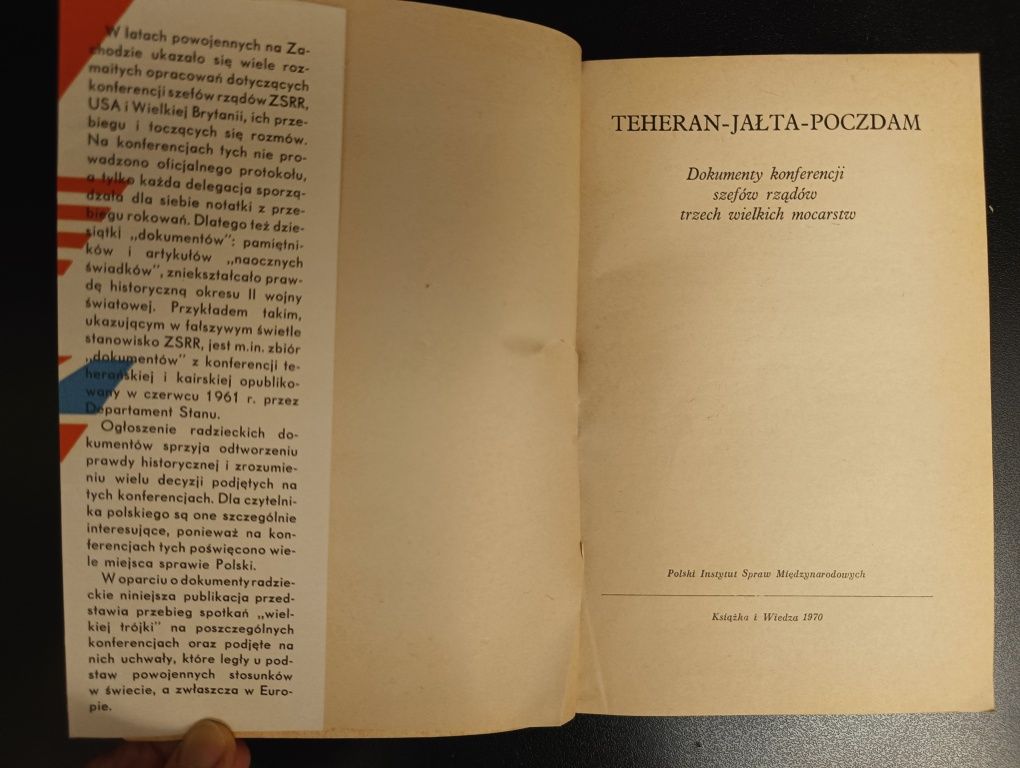 W latach powojennych na Za-
chodzie ukazało się wiele roz-
maitych opracowań dotyczących
konferencji szefów rządów ZSRR,
USA i Wielkiej Brytanii, ich prze-
biegu i toczących się rozmów.
Na konferencjach tych nie pro-
wadzono oficjalnego protokołu,
a tylko każda delegacja sporzą-
dzała dla siebie notatki z prze-
biegu rokowań. Dlatego też dzie-
siątki „dokumentów”: pamiętni-
ków i artykułów „naocznych
świadków”, zniekształcało praw-
dę historyczną okresu II wojny
światowej. Przykładem takim,
ukazującym w fałszywym świetle
stanowisko ZSRR, jest m.in. zbiór
„dokumentów” z konferencji te-
herańskiej i kairskiej opubliko-
wany w czerwcu 1961 r. przez
Departament Stanu.
Ogłoszenie radzieckich do-
kumentów sprzyja odtworzeniu
prawdy historycznej i zrozumie-
niu wielu decyzji podjętych na
tych konferencjach. Dla czytelni-
ka polskiego są one szczególnie
interesujące, ponieważ na kon-
ferencjach tych poświęcono wie-
le miejsca sprawie Polski.
W oparciu o dokumenty radzie-
ckie niniejsza publikacja przed-
stawia przebieg spotkań „wiel-
kiej trójki” na poszczególnych
konferencjach oraz podjęte na
nich uchwały, które legły u pod-
staw powojennych stosunków
w świecie, a zwłaszcza w Euro-
pie.
TEHERAN-JAŁTA-POCZDAM
Dokumenty konferencji
szefów rządów
trzech wielkich mocarstw
Polski Instytut Spraw Międzynarodowych
Książka i Wiedza 1970